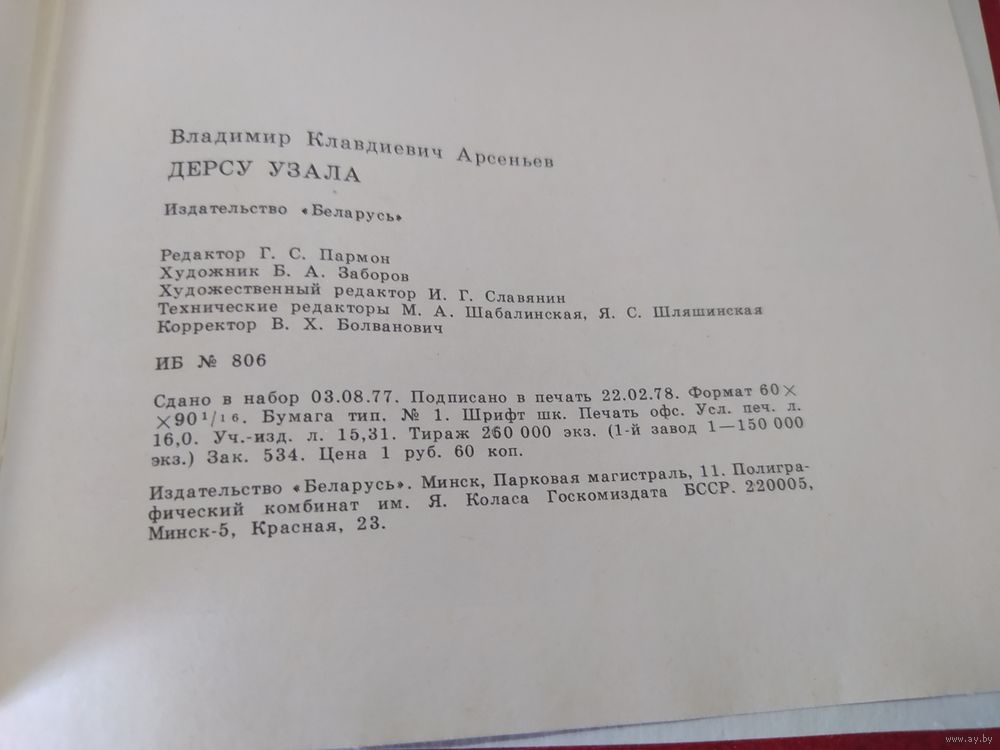 Владимир Клавдиевич Арсеньев
ДЕРСУ УЗАЛА
Издательство «Беларусь»
Редактор Г. С. Пармон
Художник Б. А. Заборов
Художественный редактор И. Г. Славянин
Технические редакторы М. А. Шабалинская, Я. С. Шляшинская
Корректор В. Х. Болванович
ИБ № 806
Сдано в набор 03.08.77. Подписано в печать 22.02.78. Формат 60×
×90 1/16. Бумага тип. № 1. Шрифт шк. Печать офс. Усл. печ. л.
16,0. Уч.-изд. л. 15,31. Тираж 260 000 экз. (1-й завод 1—150 000
экз.) Зак. 534. Цена 1 руб. 60 коп.
Издательство «Беларусь». Минск, Парковая магистраль, 11. Полигра-
фический комбинат им. Я. Коласа Госкомиздата БССР. 220005,
Минск-5, Красная, 23.
www.ay.by